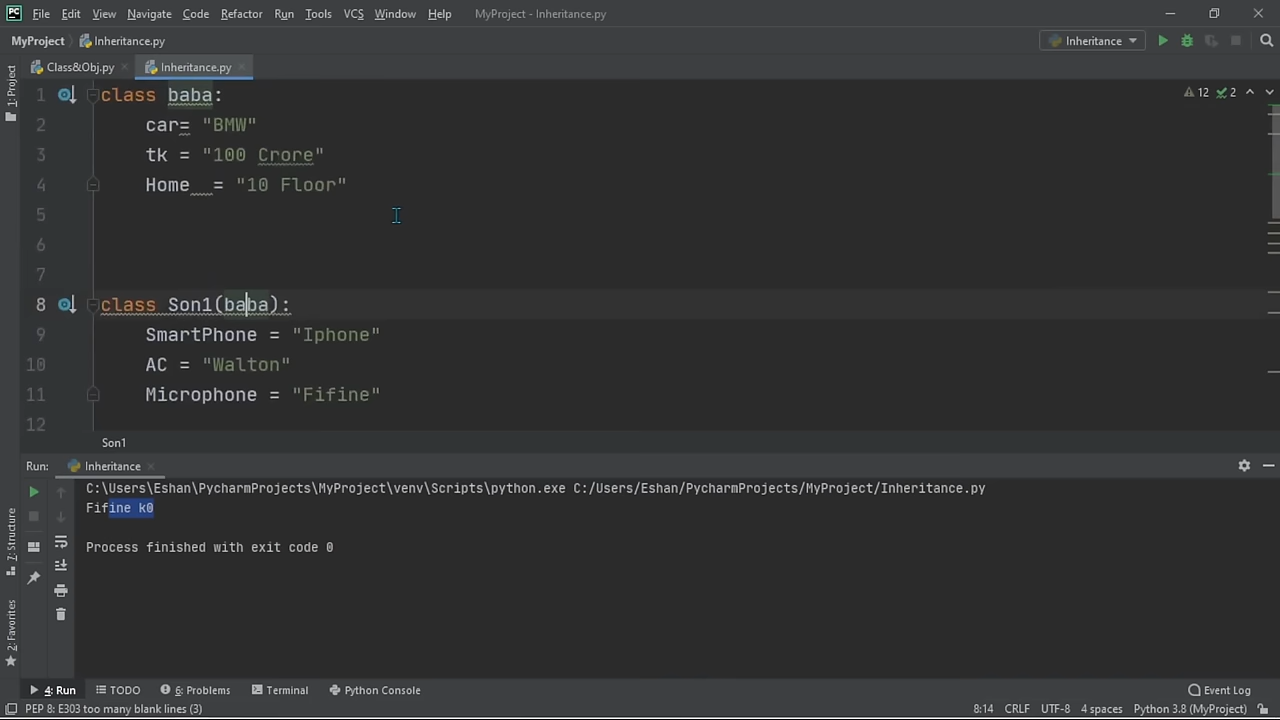 PC File Edit View Navigate Code Refactor Run Tools VCS Window Help MyProject - Inheritance.py
MyProject Inheritance.py Inheritance
Class&Obj.py Inheritance.py
1: Project
12 2
1 class baba:
2 car= "BMW"
3 tk = "100 Crore"
4 Home  = "10 Floor"
5
6
7
8 class Son1(baba):
9 SmartPhone = "Iphone"
10 AC = "Walton"
11 Microphone = "Fifine"
12
Son1
Run: Inheritance
C:\Users\Eshan\PycharmProjects\MyProject\venv\Scripts\python.exe C:/Users/Eshan/PycharmProjects/MyProject/Inheritance.py
Fifine k0
Process finished with exit code 0
7: Structure
2: Favorites
4: Run TODO 6: Problems Terminal Python Console Event Log
PEP 8: E303 too many blank lines (3) 8:14 CRLF UTF-8 4 spaces Python 3.8 (MyProject)